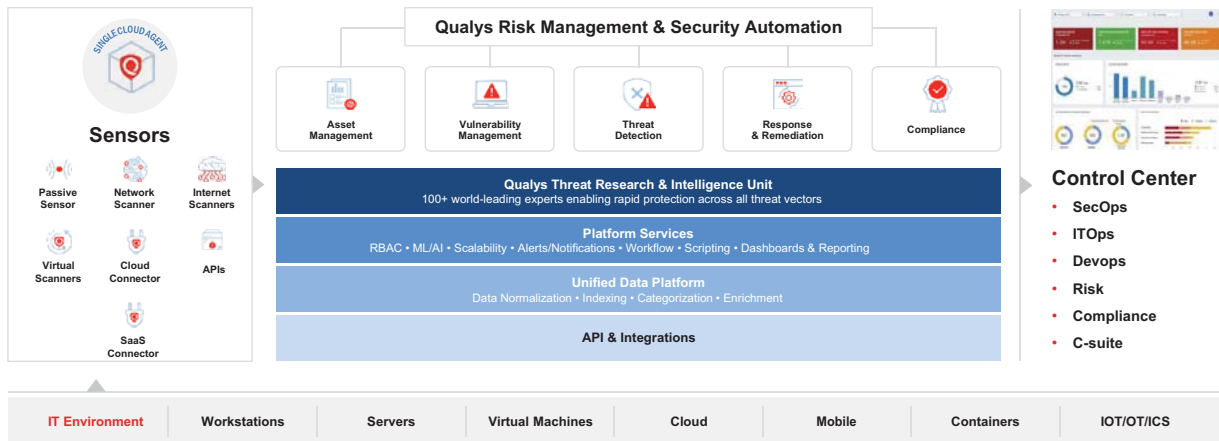 SINGLE CLOUD AGENT
Sensors
Passive
Sensor
Network
Scanner
Internet
Scanners
Virtual
Scanners
Cloud
Connector
APIs
SaaS
Connector
Qualys Risk Management & Security Automation
Asset
Management
Vulnerability
Management
Threat
Detection
Response
& Remediation
Compliance
Qualys Threat Research & Intelligence Unit
100+ world-leading experts enabling rapid protection across all threat vectors
Platform Services
RBAC • ML/AI • Scalability • Alerts/Notifications • Workflow • Scripting • Dashboards & Reporting
Unified Data Platform
Data Normalization • Indexing • Categorization • Enrichment
API & Integrations
Control Center
• SecOps
• ITOps
• Devops
• Risk
• Compliance
• C-suite
IT Environment
Workstations
Servers
Virtual Machines
Cloud
Mobile
Containers
IOT/OT/ICS